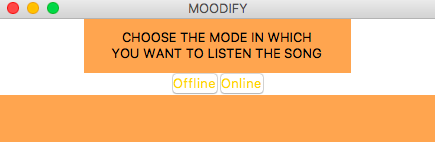 MOODIFY
CHOOSE THE MODE IN WHICH
YOU WANT TO LISTEN THE SONG
Offline Online